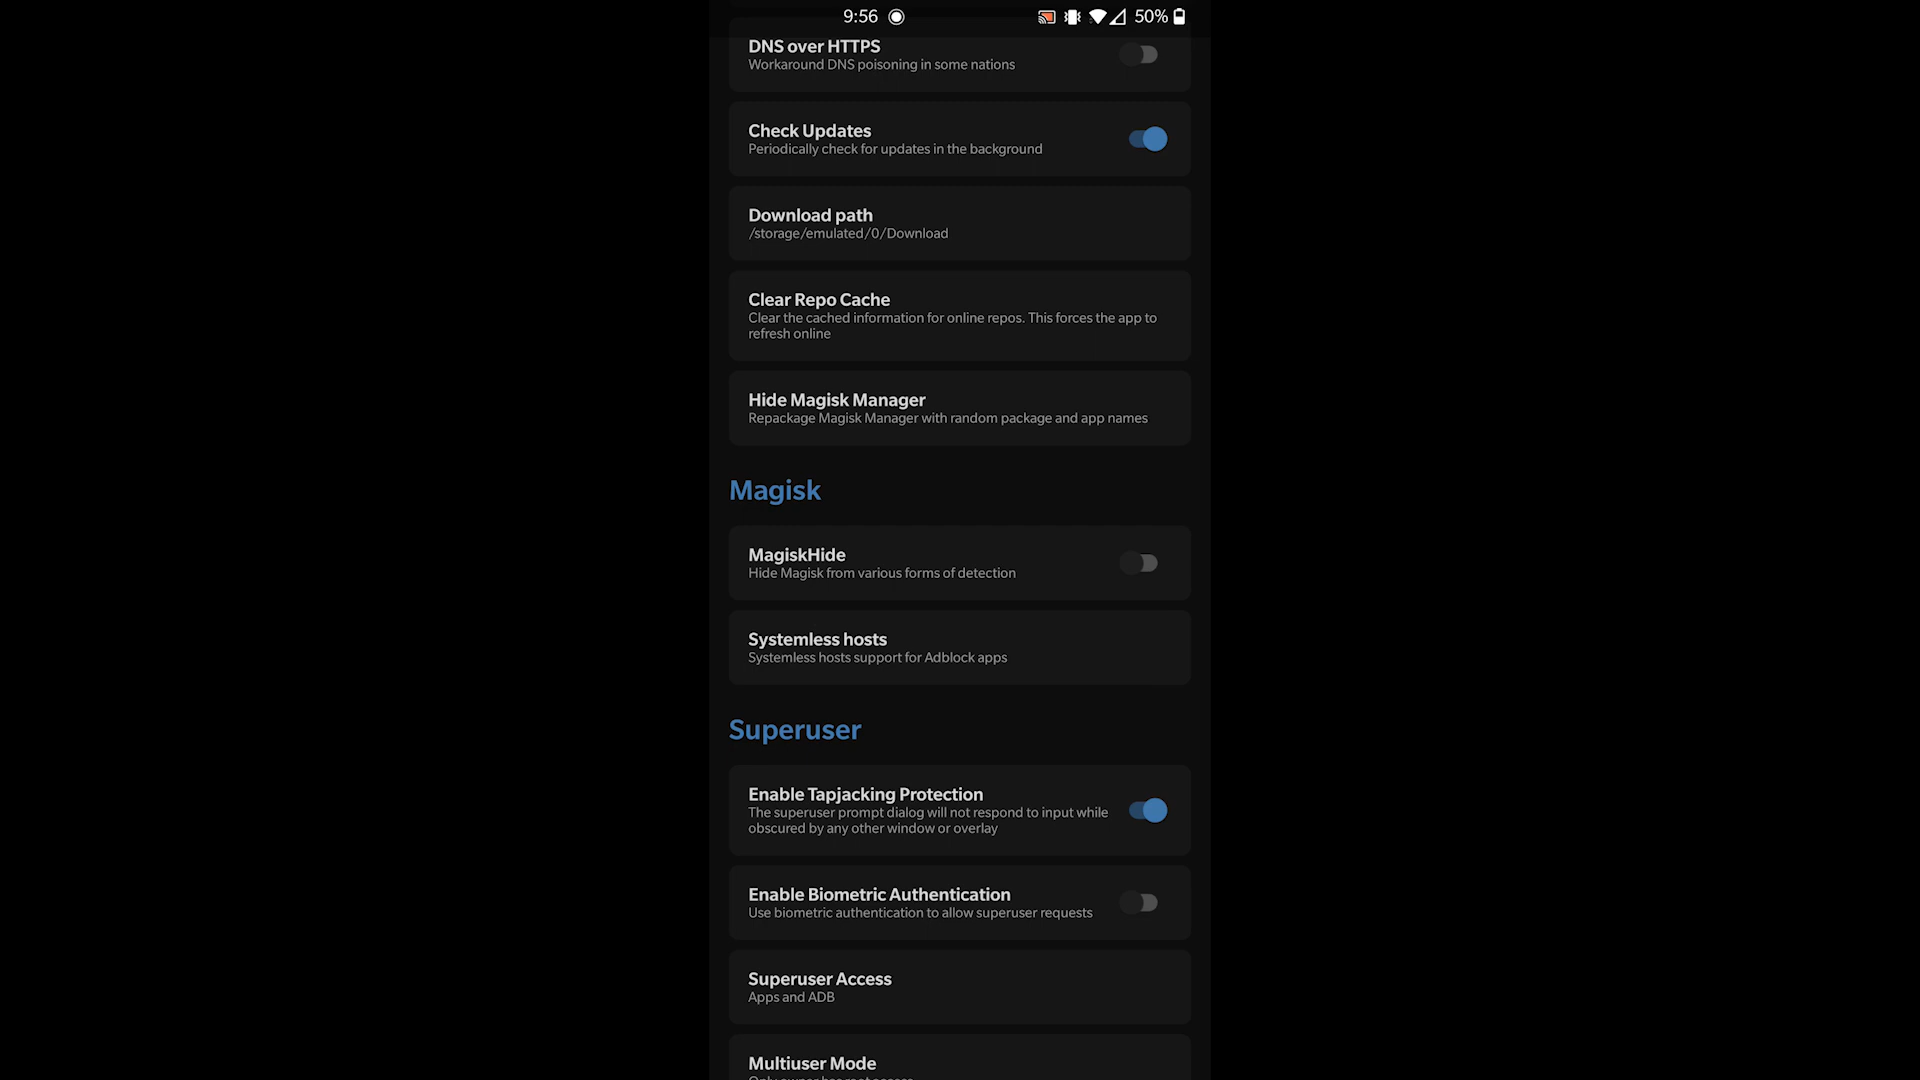 9:56
50%
DNS over HTTPS
Workaround DNS poisoning in some nations
Check Updates
Periodically check for updates in the background
Download path
/storage/emulated/0/Download
Clear Repo Cache
Clear the cached information for online repos. This forces the app to
refresh online
Hide Magisk Manager
Repackage Magisk Manager with random package and app names
Magisk
MagiskHide
Hide Magisk from various forms of detection
Systemless hosts
Systemless hosts support for Adblock apps
Superuser
Enable Tapjacking Protection
The superuser prompt dialog will not respond to input while
obscured by any other window or overlay
Enable Biometric Authentication
Use biometric authentication to allow superuser requests
Superuser Access
Apps and ADB
Multiuser Mode